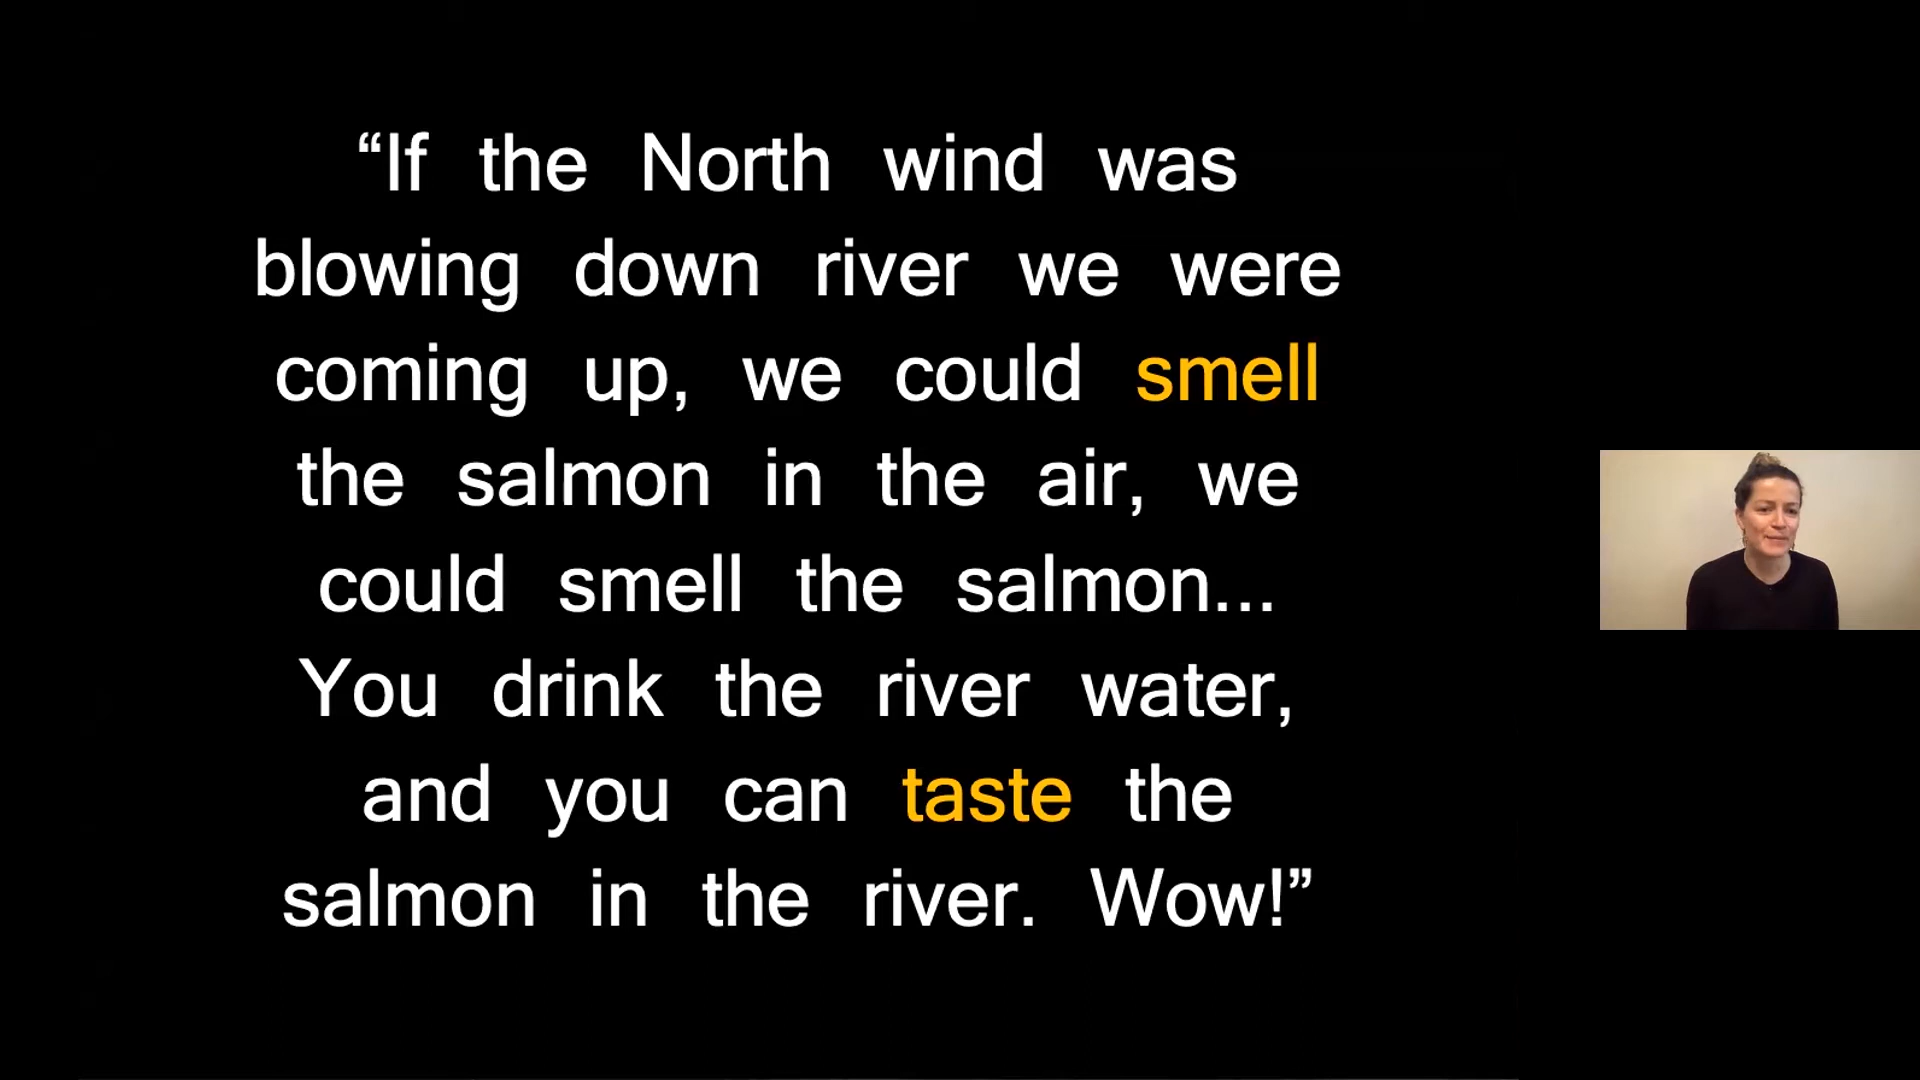 “If the North wind was
blowing down river we were
coming up, we could smell
the salmon in the air, we
could smell the salmon...
You drink the river water,
and you can taste the
salmon in the river. Wow!”